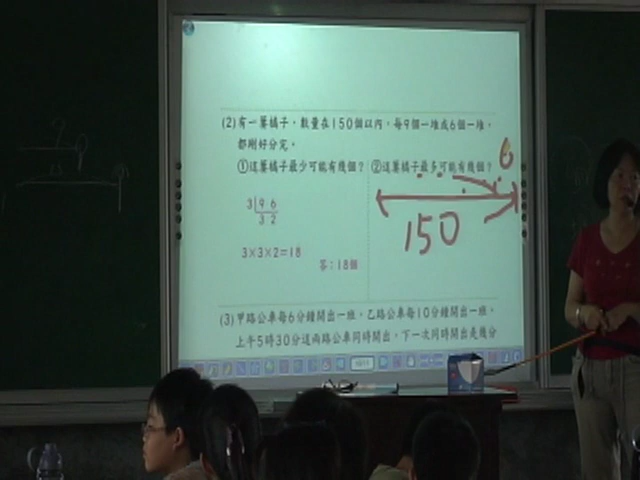 (2)有一簍橘子，數量在150個以內，每9個一堆或6個一堆，
都剛好分完。
①這簍橘子最少可能有幾個？
②這簍橘子最多可能有幾個？
6
3 9 6
3 2
150
3×3×2=18
答：18個
(3)甲路公車每6分鐘開出一班，乙路公車每10分鐘開出一班，
上午5時30分這兩路公車同時開出，下一次同時開出是幾分